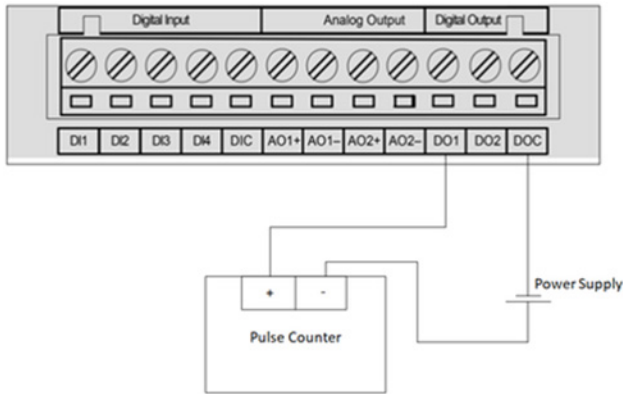 Digital Input Analog Output Digital Output
DI1 DI2 DI3 DI4 DIC AO1+ AO1– AO2+ AO2– DO1 DO2 DOC
Power Supply
+ -
Pulse Counter